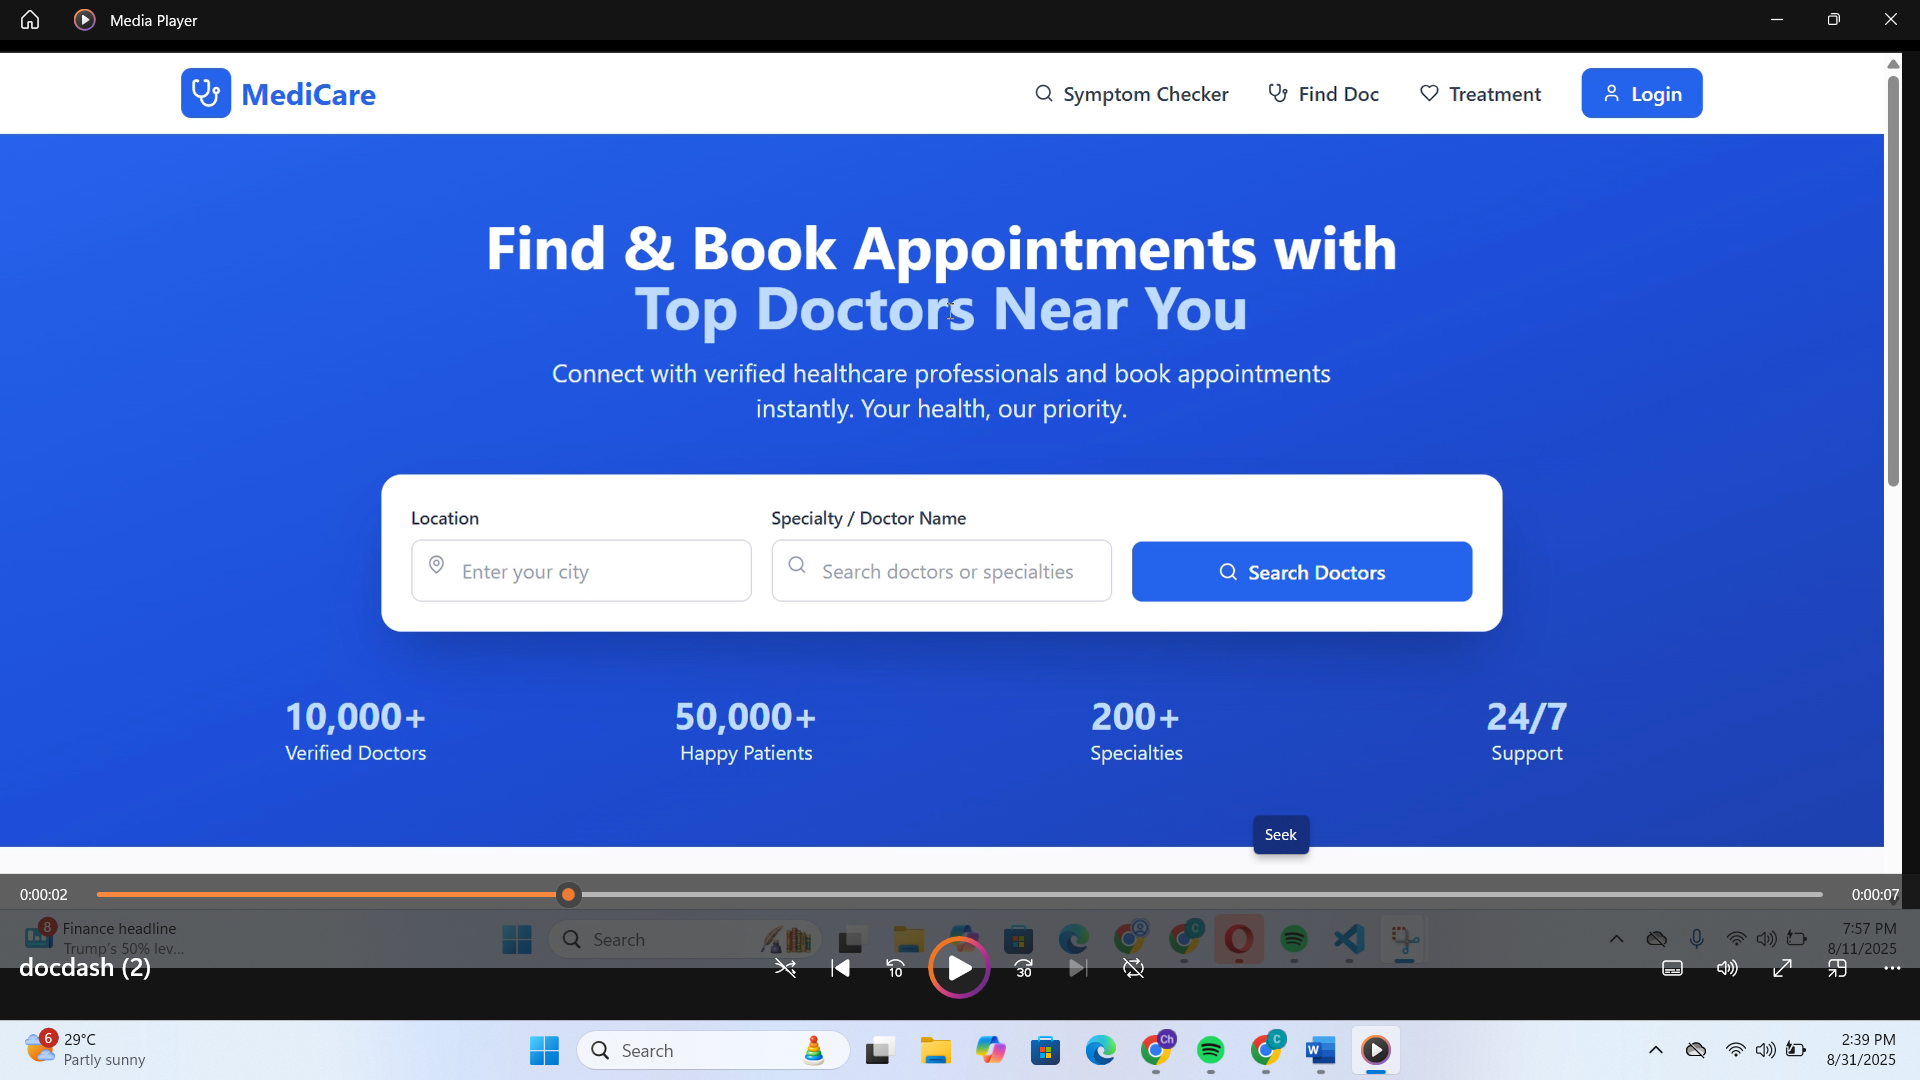 Media Player
MediCare
Symptom Checker
Find Doc
Treatment
Login
Find & Book Appointments with
Top Doctors Near You
Connect with verified healthcare professionals and book appointments
instantly. Your health, our priority.
Location
Specialty / Doctor Name
Enter your city
Search doctors or specialties
Search Doctors
10,000+
Verified Doctors
50,000+
Happy Patients
200+
Specialties
24/7
Support
Seek
0:00:02
0:00:07
8
Finance headline
Trump's 50% lev...
Search
7:57 PM
8/11/2025
docdash (2)
10
30
6
29°C
Partly sunny
Search
Ch
C
2:39 PM
8/31/2025